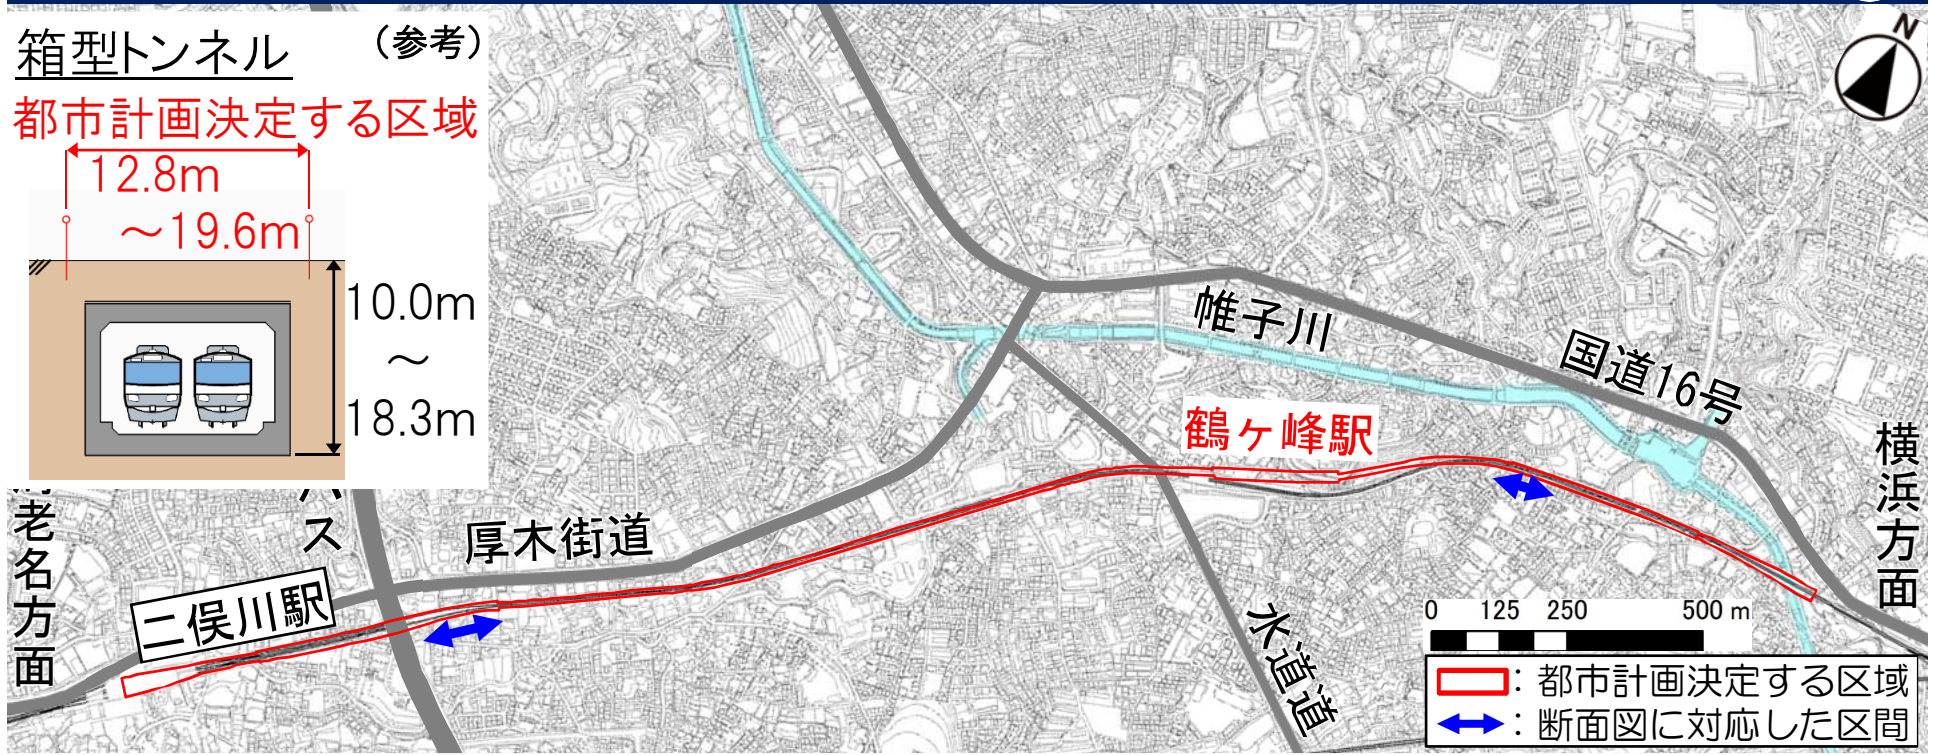 箱型トンネル
（参考）
都市計画決定する区域
12.8m
～19.6m
10.0m
～
18.3m
N
帷子川
国道16号
鶴ヶ峰駅
横浜方面
厚木街道
二俣川駅
老名方面
パス
水道道
0 125 250 500 m
：都市計画決定する区域
：断面図に対応した区間